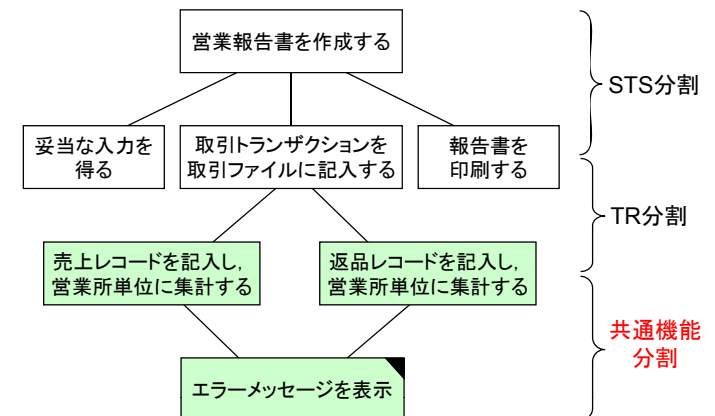 営業報告書を作成する
STS分割
妥当な入力を
得る
取引トランザクションを
取引ファイルに記入する
報告書を
印刷する
TR分割
売上レコードを記入し,
営業所単位に集計する
返品レコードを記入し,
営業所単位に集計する
共通機能
分割
エラーメッセージを表示